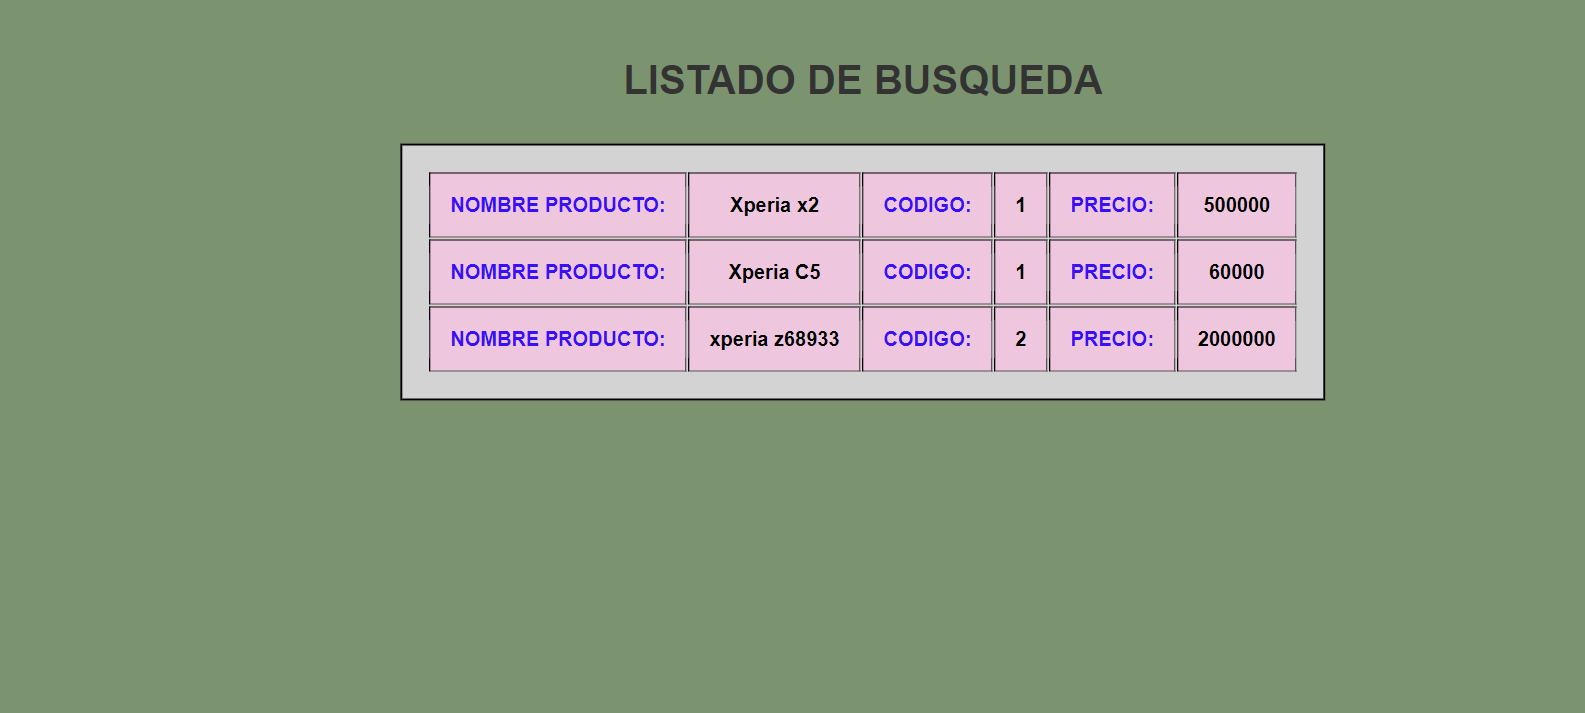 LISTADO DE BUSQUEDA
NOMBRE PRODUCTO: Xperia x2 CODIGO: 1 PRECIO: 500000
NOMBRE PRODUCTO: Xperia C5 CODIGO: 1 PRECIO: 60000
NOMBRE PRODUCTO: xperia z68933 CODIGO: 2 PRECIO: 2000000